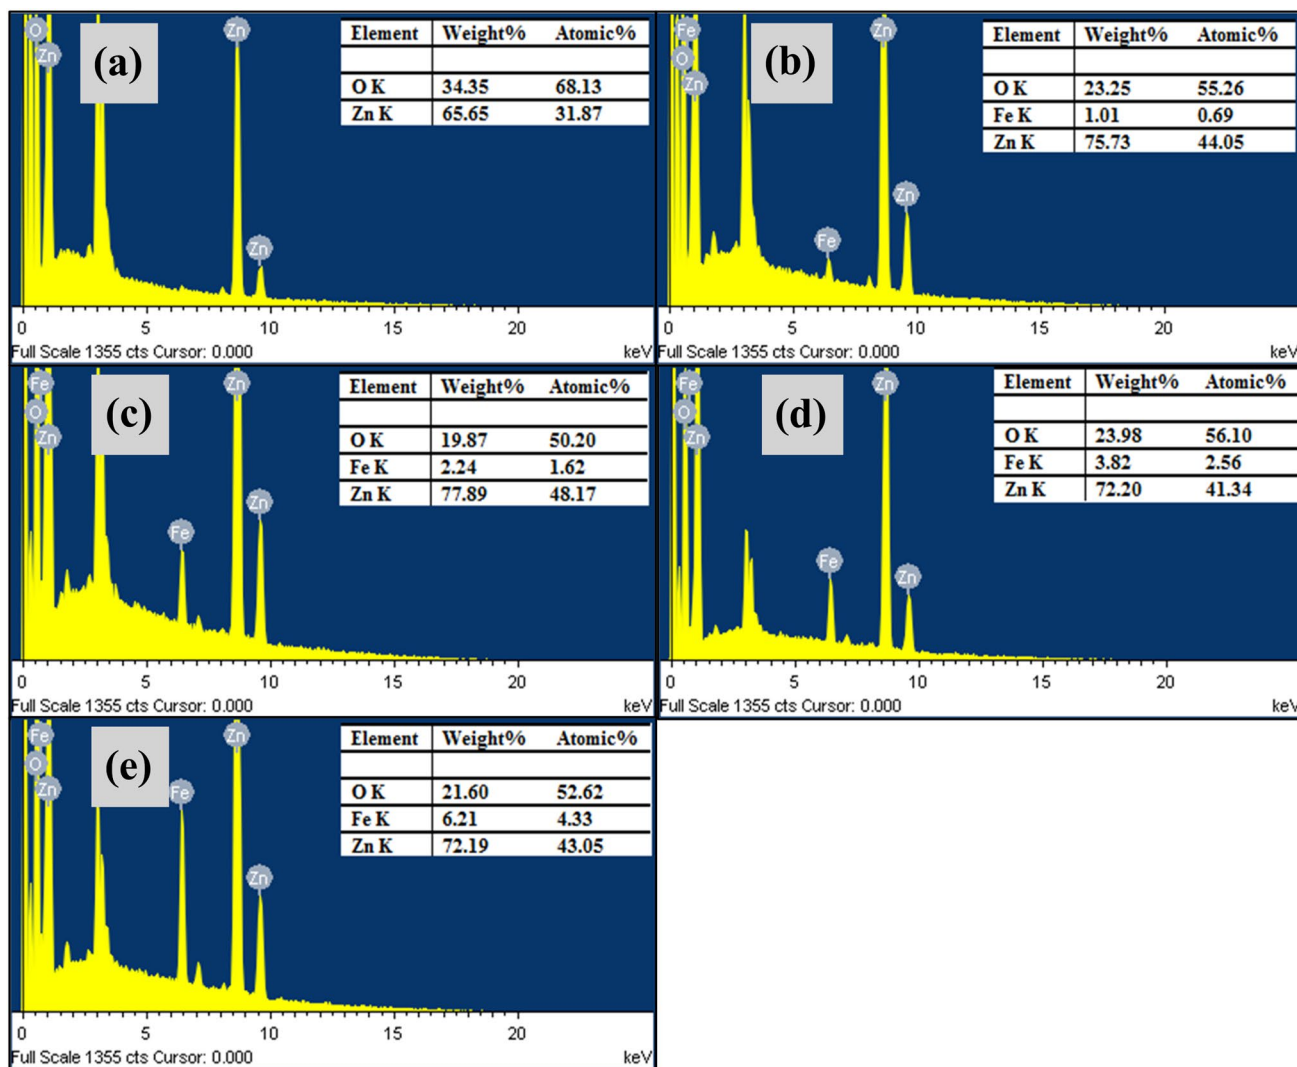 (a)
O
Zn
Zn
Zn
Element Weight% Atomic%
O K 34.35 68.13
Zn K 65.65 31.87
0 5 10 15 20
Full Scale 1355 cts Cursor: 0.000 keV
(b)
Fe
O
Zn
Zn
Zn
Fe
Element Weight% Atomic%
O K 23.25 55.26
Fe K 1.01 0.69
Zn K 75.73 44.05
0 5 10 15 20
Full Scale 1355 cts Cursor: 0.000 keV
(c)
Fe
O
Zn
Zn
Zn
Fe
Element Weight% Atomic%
O K 19.87 50.20
Fe K 2.24 1.62
Zn K 77.89 48.17
0 5 10 15 20
Full Scale 1355 cts Cursor: 0.000 keV
(d)
Fe
O
Zn
Zn
Fe
Zn
Element Weight% Atomic%
O K 23.98 56.10
Fe K 3.82 2.56
Zn K 72.20 41.34
0 5 10 15 20
Full Scale 1355 cts Cursor: 0.000 keV
(e)
Fe
O
Zn
Fe
Zn
Zn
Element Weight% Atomic%
O K 21.60 52.62
Fe K 6.21 4.33
Zn K 72.19 43.05
0 5 10 15 20
Full Scale 1355 cts Cursor: 0.000 keV